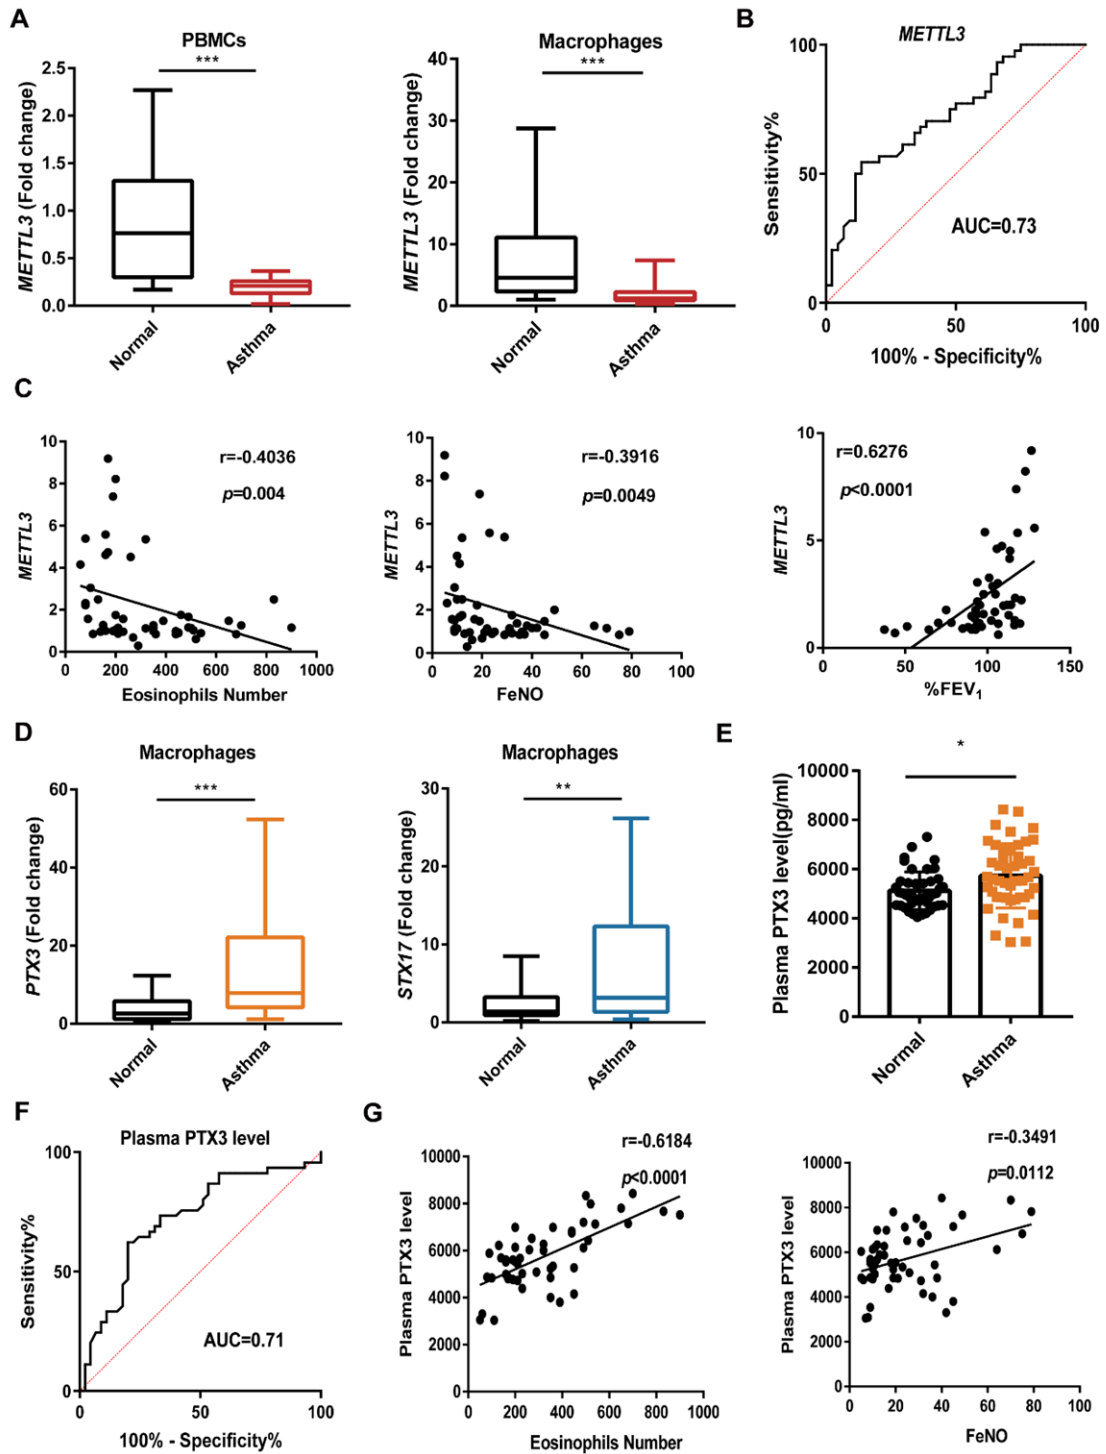 A
PBMCs
***
METTL3 (Fold change)
2.5
2.0
1.5
1.0
0.5
0.0
Normal
Asthma
Macrophages
***
METTL3 (Fold change)
40
30
20
10
0
Normal
Asthma
B
METTL3
Sensitivity%
100
50
0
AUC=0.73
0
50
100
100% - Specificity%
C
METTL3
10
8
6
4
2
0
r=-0.4036
p=0.004
0
200
400
600
800
1000
Eosinophils Number
METTL3
10
8
6
4
2
0
r=-0.3916
p=0.0049
0
20
40
60
80
100
FeNO
METTL3
10
5
0
r=0.6276
p<0.0001
0
50
100
150
%FEV1
D
Macrophages
***
PTX3 (Fold change)
60
40
20
0
Normal
Asthma
Macrophages
**
STX17 (Fold change)
30
20
10
0
Normal
Asthma
E
*
Plasma PTX3 level(pg/ml)
10000
8000
6000
4000
2000
0
Normal
Asthma
F
Plasma PTX3 level
Sensitivity%
100
50
0
AUC=0.71
0
50
100
100% - Specificity%
G
r=-0.6184
p<0.0001
Plasma PTX3 level
10000
8000
6000
4000
2000
0
0
200
400
600
800
1000
Eosinophils Number
r=-0.3491
p=0.0112
Plasma PTX3 level
10000
8000
6000
4000
2000
0
0
20
40
60
80
100
FeNO